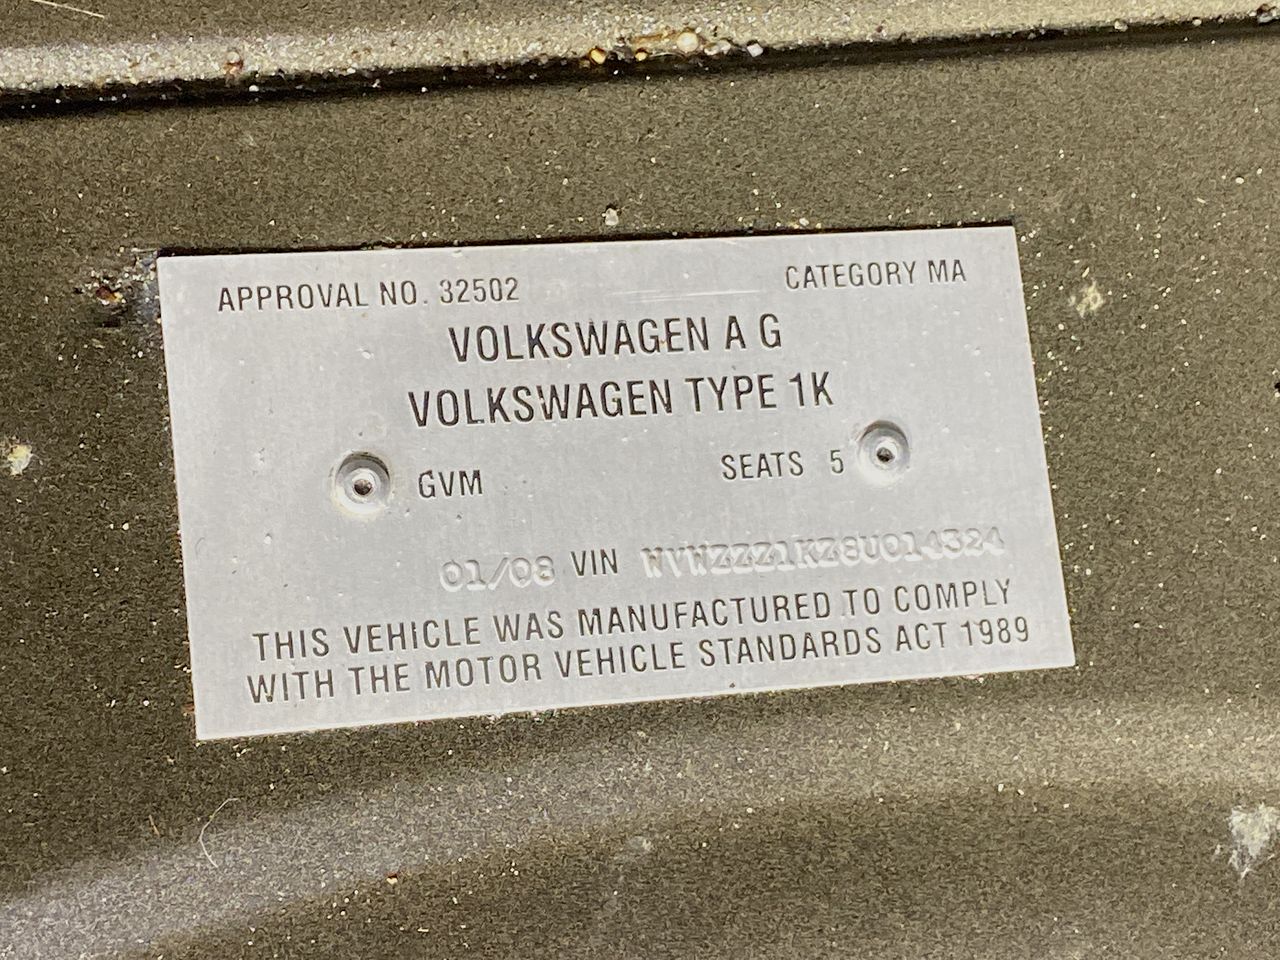 APPROVAL NO. 32502 CATEGORY MA
VOLKSWAGEN A G
VOLKSWAGEN TYPE 1K
GVM SEATS 5
01/08 VIN WVWZZZ1KZ8U014324
THIS VEHICLE WAS MANUFACTURED TO COMPLY
WITH THE MOTOR VEHICLE STANDARDS ACT 1989